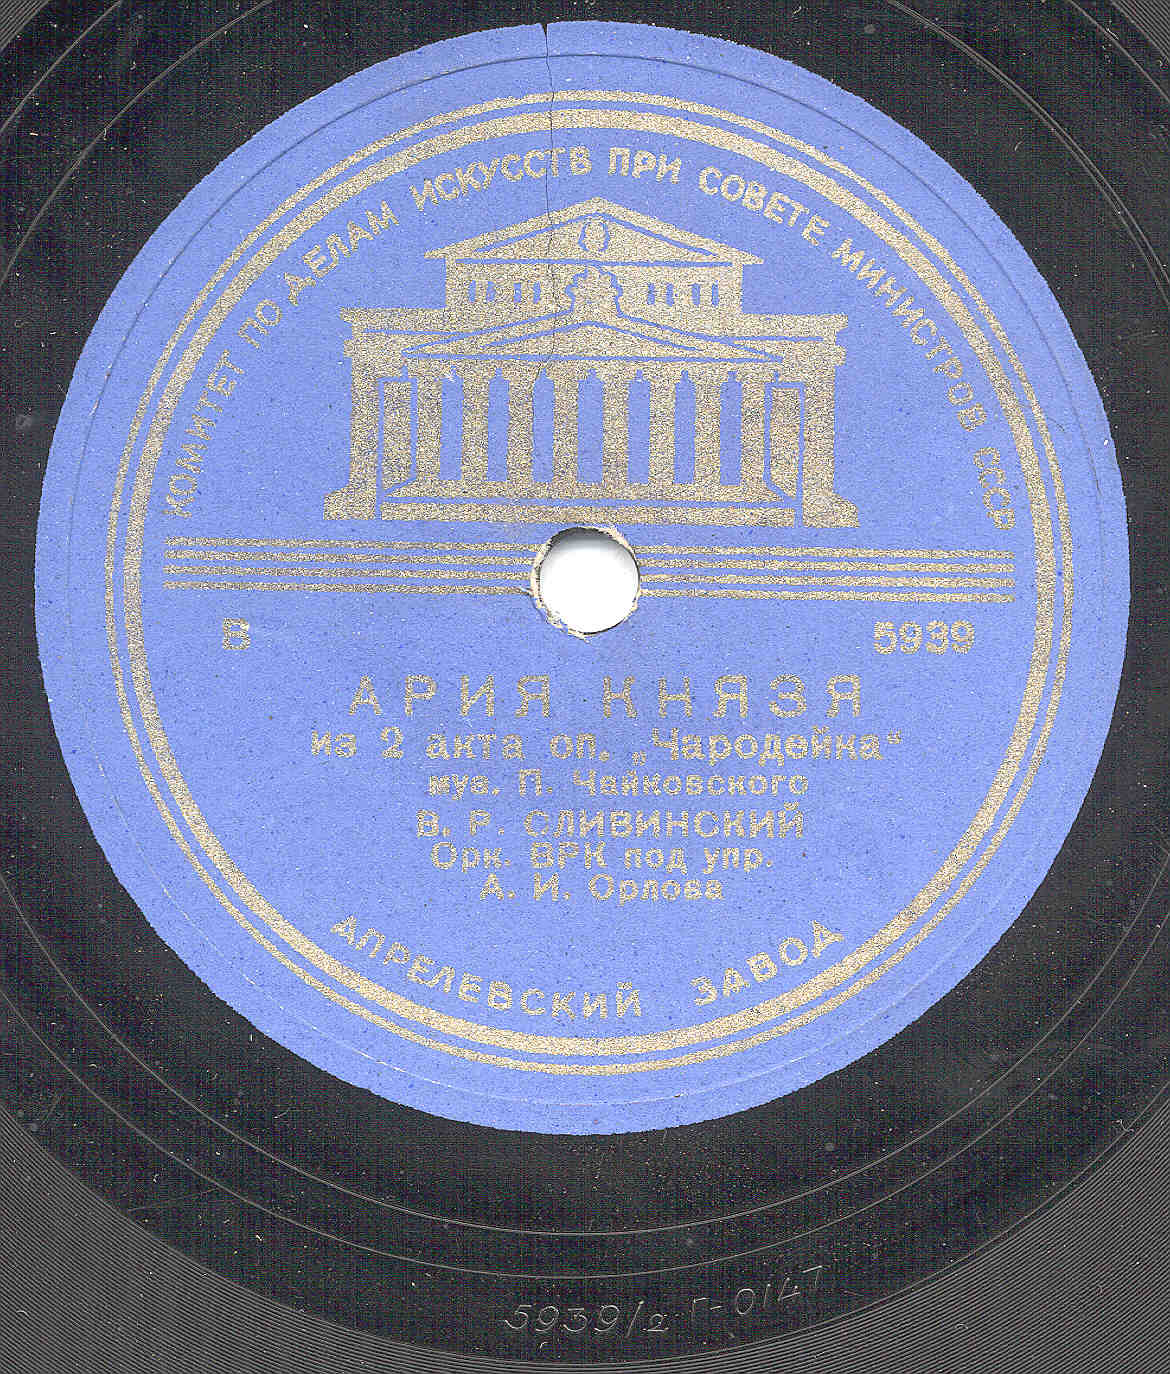 КОМИТЕТ ПО ДЕЛАМ ИСКУССТВ ПРИ СОВЕТЕ МИНИСТРОВ СССР
В 5939
АРИЯ КНЯЗЯ
из 2 акта оп. „Чародейка“
муз. П. Чайковского
В. Р. СЛИВИНСКИЙ
Орк. ВРК под упр.
А. И. Орлова
АПРЕЛЕВСКИЙ ЗАВОД
5939/2 Г-0147